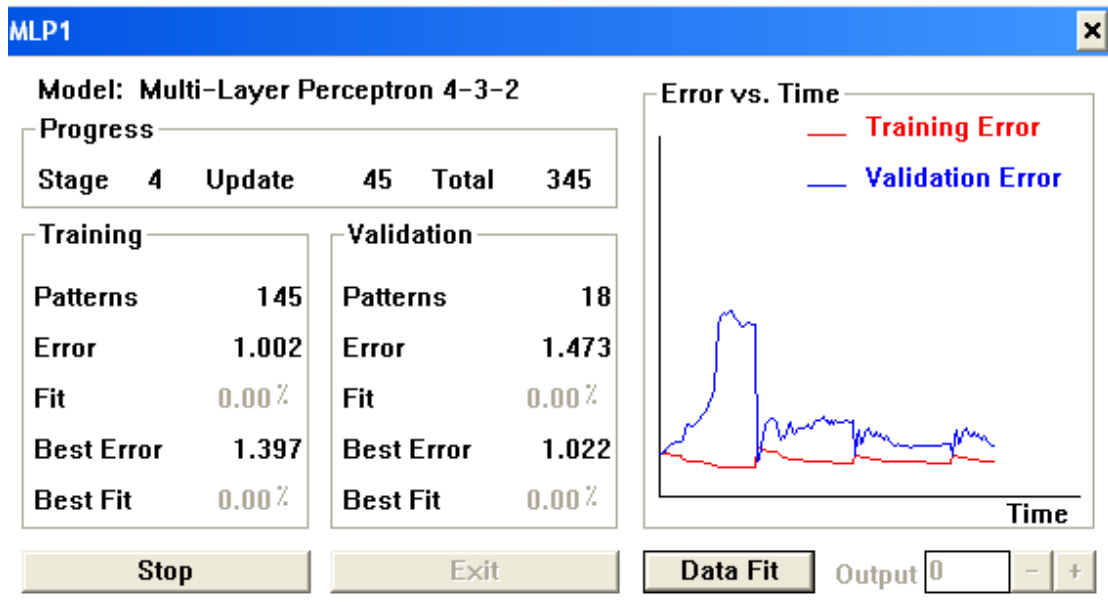 MLP1
Model: Multi-Layer Perceptron 4-3-2
Progress
Stage 4 Update 45 Total 345
Training
Patterns 145
Error 1.002
Fit 0.00%
Best Error 1.397
Best Fit 0.00%
Validation
Patterns 18
Error 1.473
Fit 0.00%
Best Error 1.022
Best Fit 0.00%
Error vs. Time
Training Error
Validation Error
Time
Stop
Exit
Data Fit
Output 0 - +